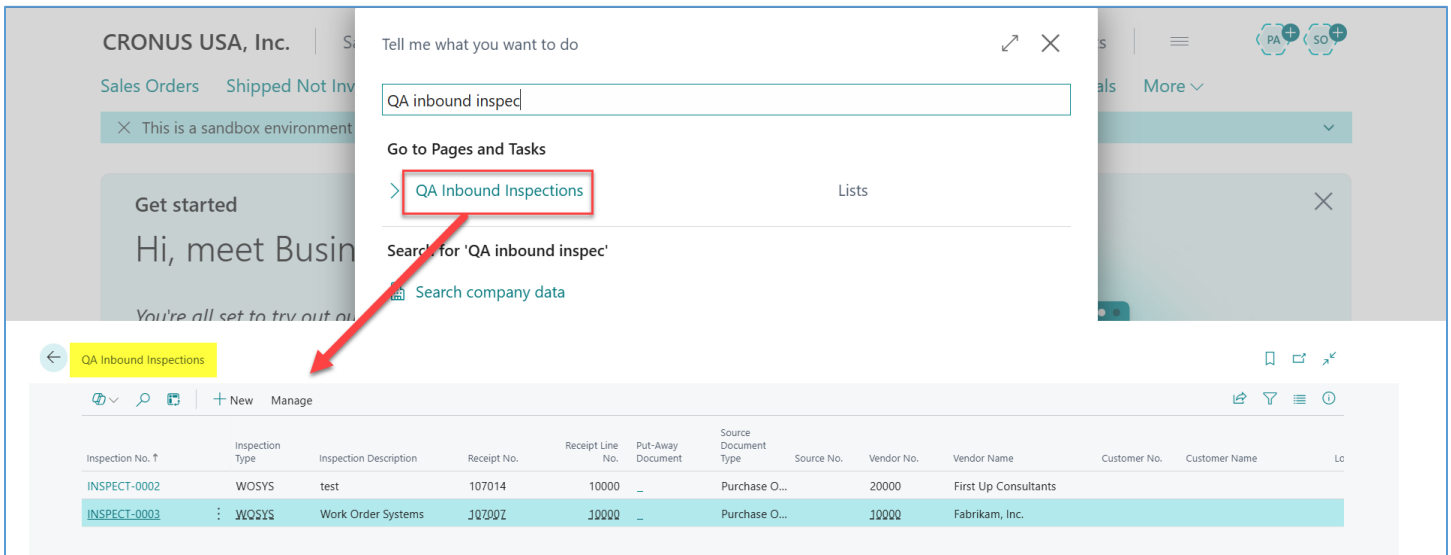 CRONUS USA, Inc.
Tell me what you want to do
PA
SO
Sales Orders
Shipped Not Inv
als
More
QA inbound inspec
This is a sandbox environment
Go to Pages and Tasks
QA Inbound Inspections
Lists
Get started
Hi, meet Busin
Search for 'QA inbound inspec'
Search company data
You're all set to try out ou
QA Inbound Inspections
New Manage
Inspection No. ↑ Inspection Type Inspection Description Receipt No. Receipt Line No. Put-Away Document Source Document Type Source No. Vendor No. Vendor Name Customer No. Customer Name Lo
INSPECT-0002 WOSYS test 107014 10000 _ Purchase O... 20000 First Up Consultants
INSPECT-0003 WOSYS Work Order Systems 107007 10000 _ Purchase O... 10000 Fabrikam, Inc.